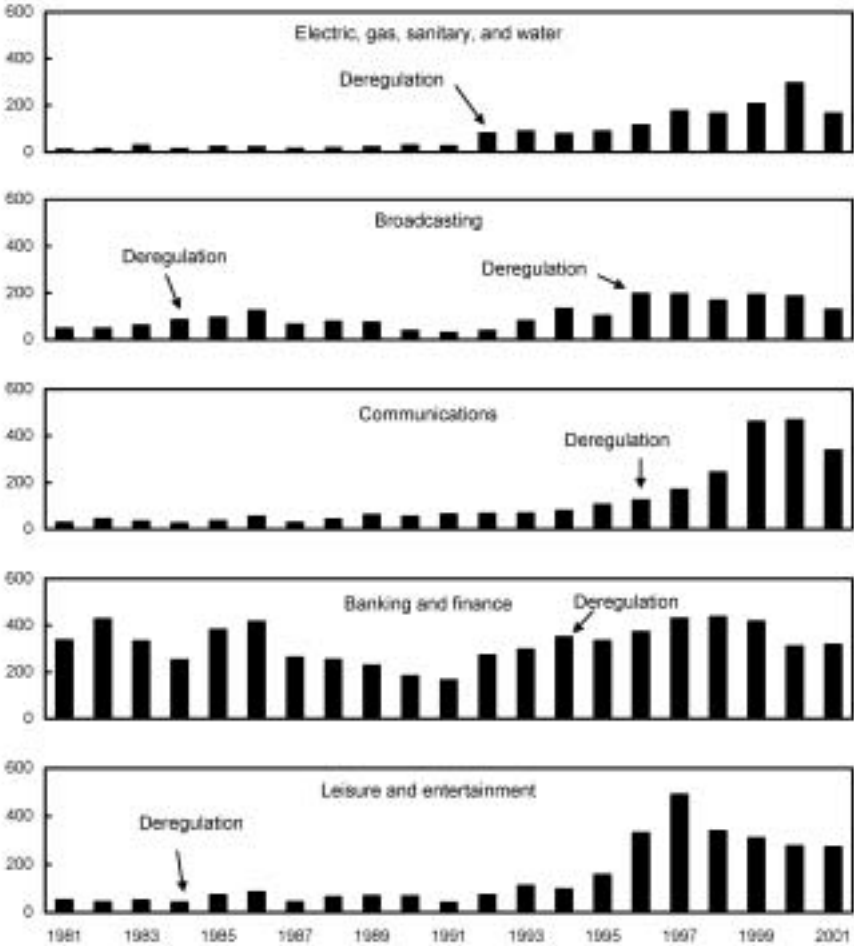 600
Electric, gas, sanitary, and water
400
Deregulation
200
0
600
Broadcasting
400
Deregulation
Deregulation
200
0
600
Communications
400
Deregulation
200
0
600
Banking and finance
Deregulation
400
200
0
600
Leisure and entertainment
400
Deregulation
200
0
1981 1983 1985 1987 1989 1991 1993 1995 1997 1999 2001